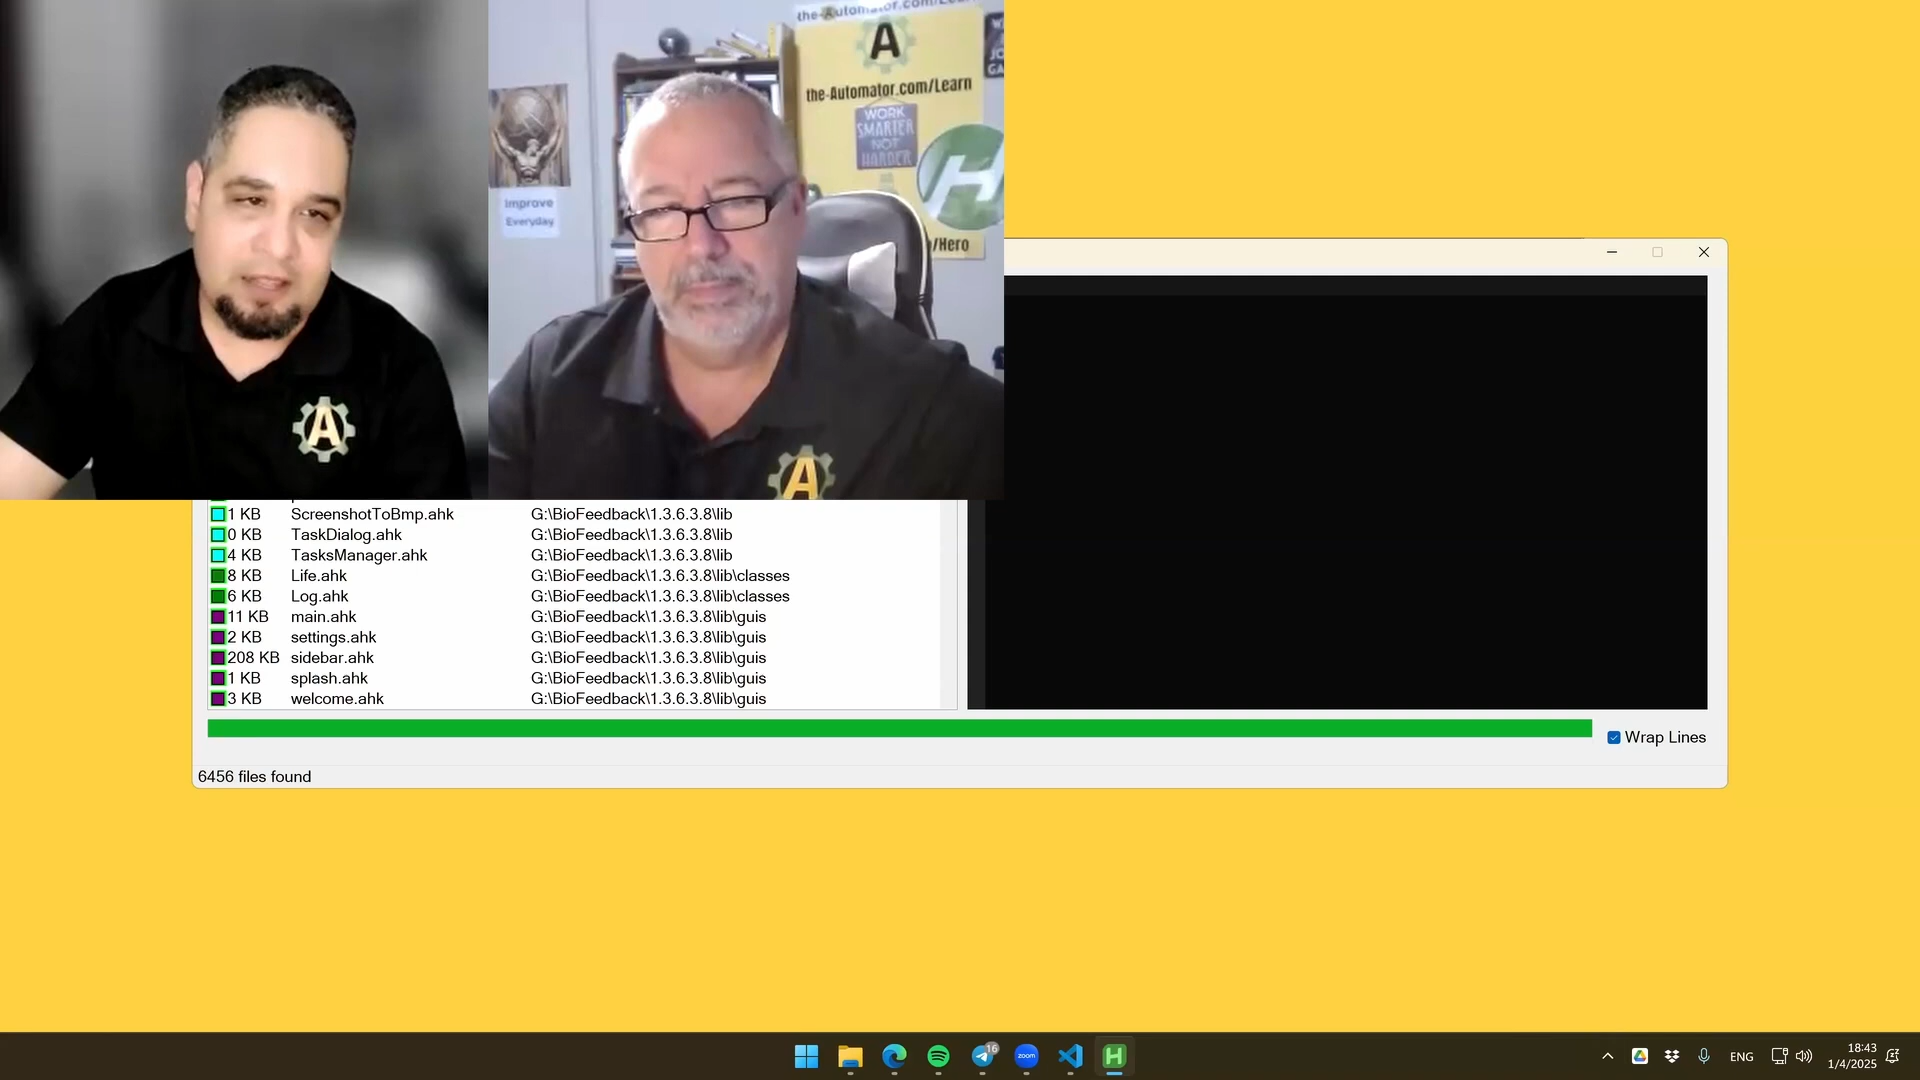 the-Automator.com/Learn
A
the-Automator.com/Learn
WORK
SMARTER
NOT
HARDER
H
/Hero
Improve
Everyday
A
A
1 KB ScreenshotToBmp.ahk G:\BioFeedback\1.3.6.3.8\lib
0 KB TaskDialog.ahk G:\BioFeedback\1.3.6.3.8\lib
4 KB TasksManager.ahk G:\BioFeedback\1.3.6.3.8\lib
8 KB Life.ahk G:\BioFeedback\1.3.6.3.8\lib\classes
6 KB Log.ahk G:\BioFeedback\1.3.6.3.8\lib\classes
11 KB main.ahk G:\BioFeedback\1.3.6.3.8\lib\guis
2 KB settings.ahk G:\BioFeedback\1.3.6.3.8\lib\guis
208 KB sidebar.ahk G:\BioFeedback\1.3.6.3.8\lib\guis
1 KB splash.ahk G:\BioFeedback\1.3.6.3.8\lib\guis
3 KB welcome.ahk G:\BioFeedback\1.3.6.3.8\lib\guis
Wrap Lines
6456 files found
16
zoom
H
ENG
18:43
1/4/2025